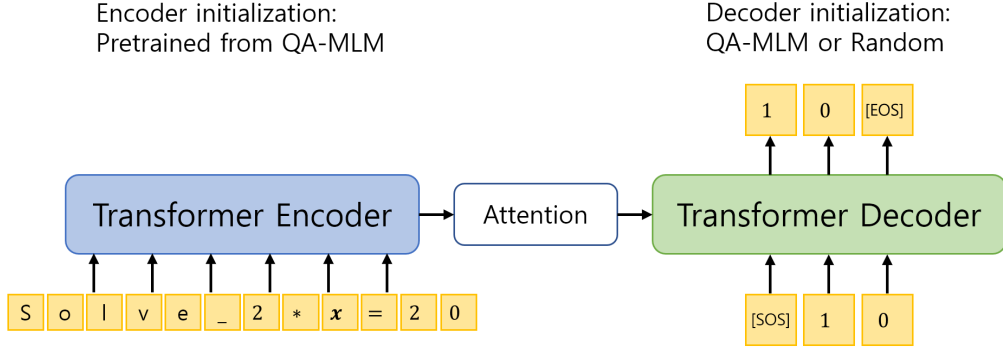 Encoder initialization:
Pretrained from QA-MLM
Decoder initialization:
QA-MLM or Random
1 0 [EOS]
Transformer Encoder
Attention
Transformer Decoder
S o l v e _ 2 * x = 2 0
[SOS] 1 0